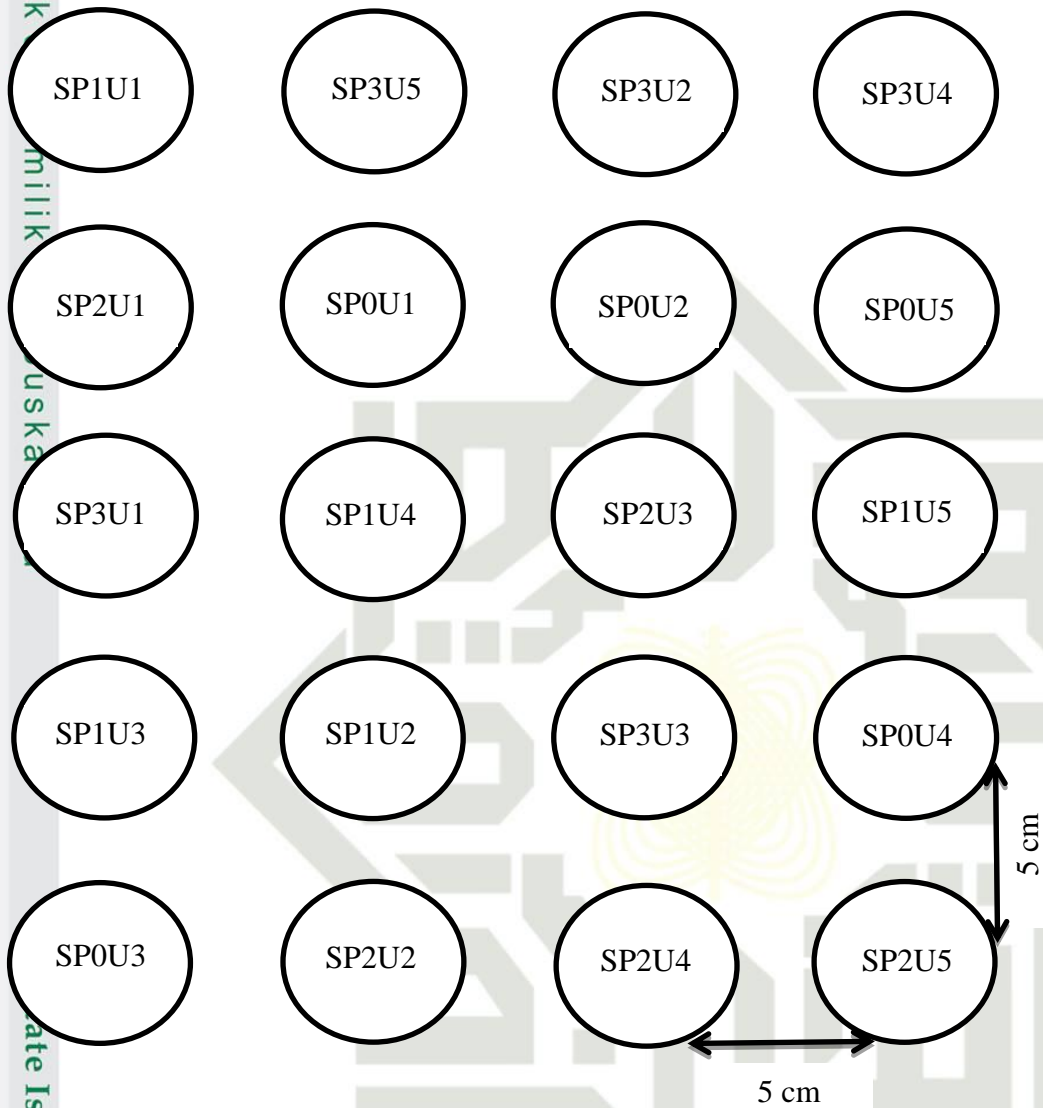 SP1U1 SP3U5 SP3U2 SP3U4
SP2U1 SP0U1 SP0U2 SP0U5
SP3U1 SP1U4 SP2U3 SP1U5
SP1U3 SP1U2 SP3U3 SP0U4
5 cm
SP0U3 SP2U2 SP2U4 SP2U5
5 cm
milik